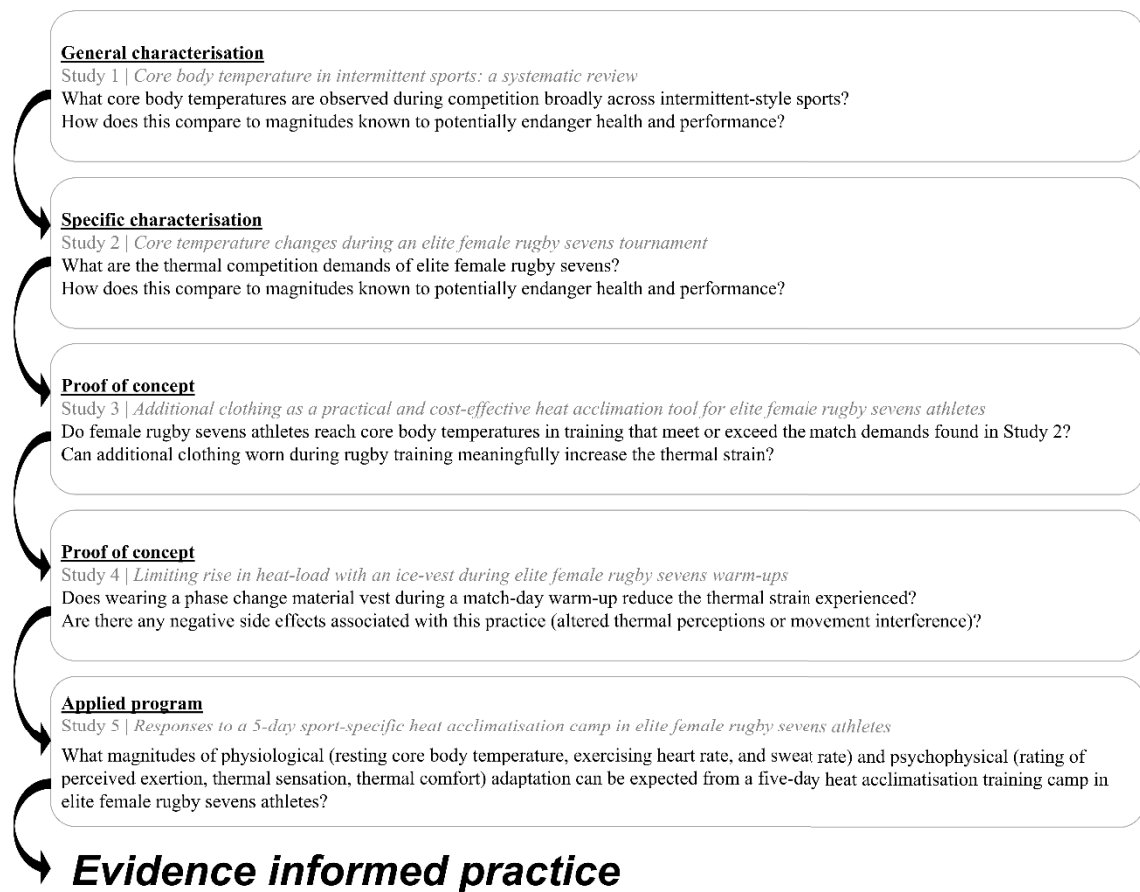 General characterisation
Study 1 | Core body temperature in intermittent sports: a systematic review
What core body temperatures are observed during competition broadly across intermittent-style sports?
How does this compare to magnitudes known to potentially endanger health and performance?
Specific characterisation
Study 2 | Core temperature changes during an elite female rugby sevens tournament
What are the thermal competition demands of elite female rugby sevens?
How does this compare to magnitudes known to potentially endanger health and performance?
Proof of concept
Study 3 | Additional clothing as a practical and cost-effective heat acclimation tool for elite female rugby sevens athletes
Do female rugby sevens athletes reach core body temperatures in training that meet or exceed the match demands found in Study 2?
Can additional clothing worn during rugby training meaningfully increase the thermal strain?
Proof of concept
Study 4 | Limiting rise in heat-load with an ice-vest during elite female rugby sevens warm-ups
Does wearing a phase change material vest during a match-day warm-up reduce the thermal strain experienced?
Are there any negative side effects associated with this practice (altered thermal perceptions or movement interference)?
Applied program
Study 5 | Responses to a 5-day sport-specific heat acclimatisation camp in elite female rugby sevens athletes
What magnitudes of physiological (resting core body temperature, exercising heart rate, and sweat rate) and psychophysical (rating of
perceived exertion, thermal sensation, thermal comfort) adaptation can be expected from a five-day heat acclimatisation training camp in
elite female rugby sevens athletes?
Evidence informed practice